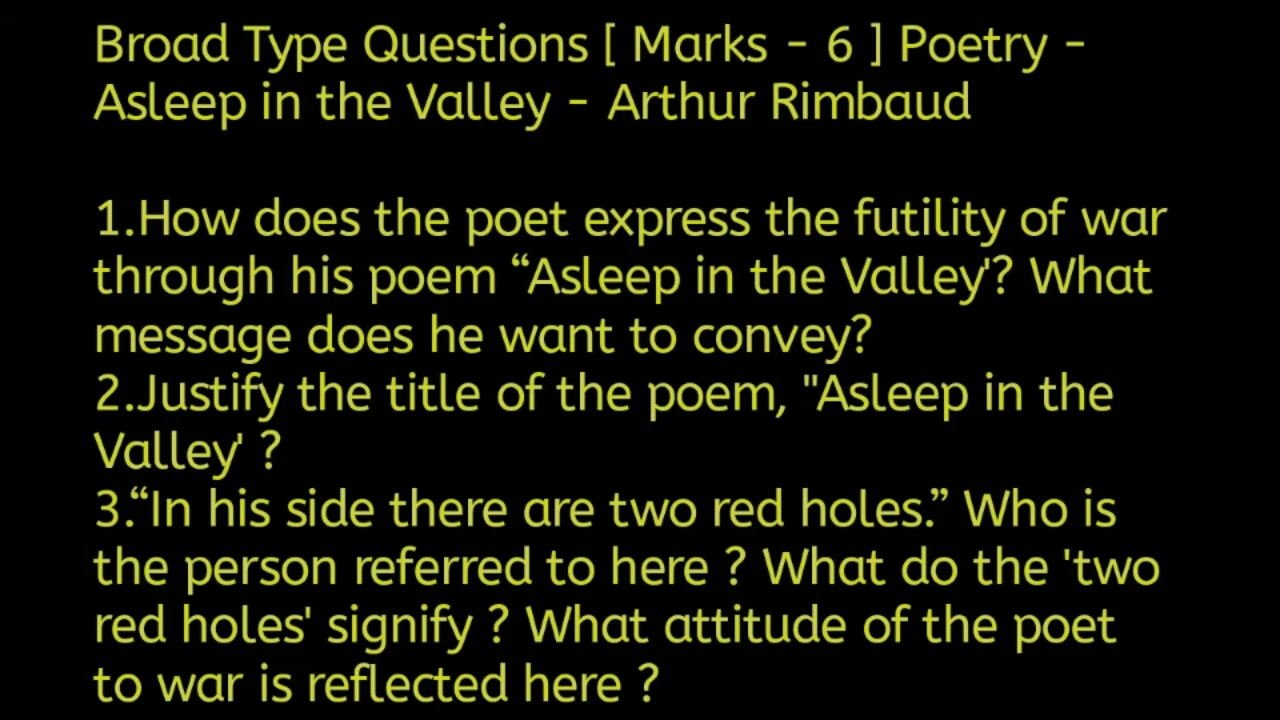 Broad Type Questions [ Marks - 6 ] Poetry -
Asleep in the Valley - Arthur Rimbaud
1.How does the poet express the futility of war
through his poem “Asleep in the Valley'? What
message does he want to convey?
2.Justify the title of the poem, "Asleep in the
Valley' ?
3.“In his side there are two red holes.” Who is
the person referred to here ? What do the 'two
red holes' signify ? What attitude of the poet
to war is reflected here ?